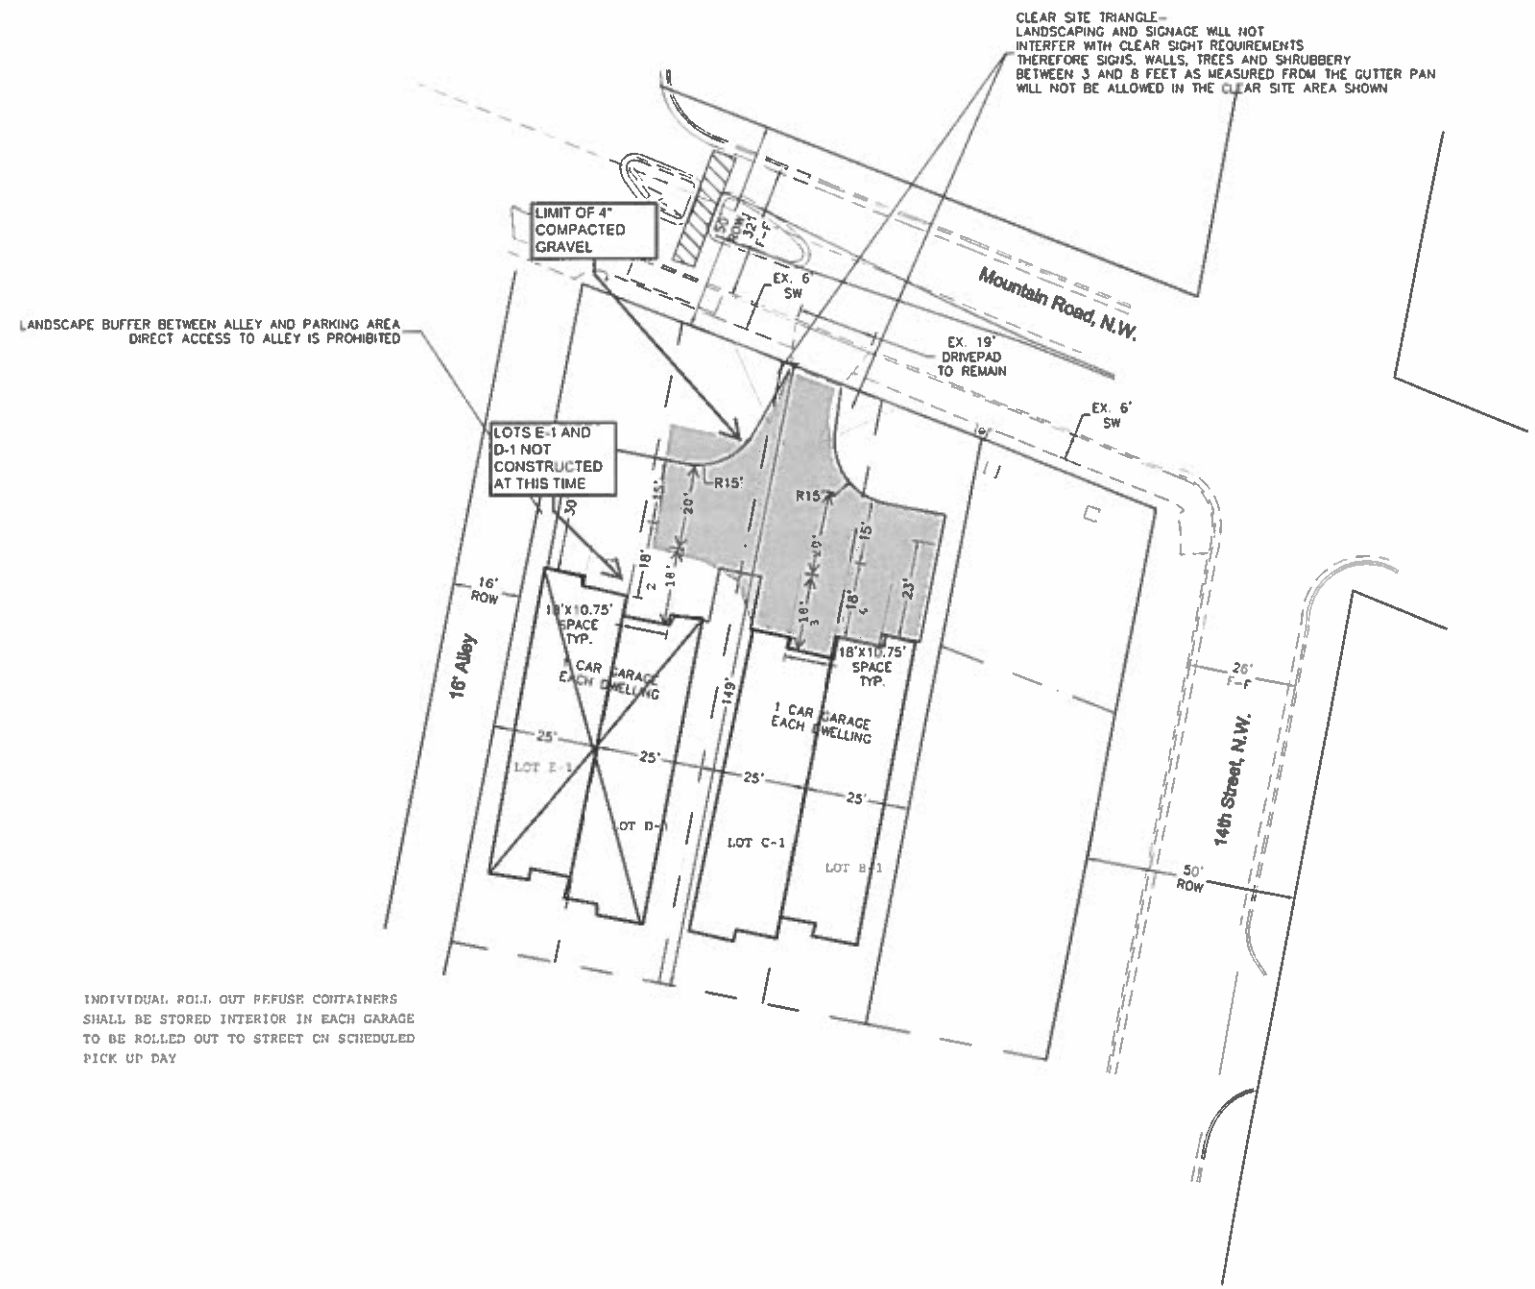 CLEAR SITE TRIANGLE-
LANDSCAPING AND SIGNAGE WILL NOT
INTERFER WITH CLEAR SIGHT REQUIREMENTS
THEREFORE SIGNS, WALLS, TREES AND SHRUBBERY
BETWEEN 3 AND 8 FEET AS MEASURED FROM THE GUTTER PAN
WILL NOT BE ALLOWED IN THE CLEAR SITE AREA SHOWN
LIMIT OF 4"
COMPACTED
GRAVEL
50'
ROW
32'
F-F
EX. 6'
SW
Mountain Road, N.W.
LANDSCAPE BUFFER BETWEEN ALLEY AND PARKING AREA
DIRECT ACCESS TO ALLEY IS PROHIBITED
EX. 19'
DRIVEPAD
TO REMAIN
EX. 6'
SW
LOTS E-1 AND
D-1 NOT
CONSTRUCTED
AT THIS TIME
R15'
R15'
30'
15'
20'
20'
15'
18'
2
18'
18'
3
18'
4
23'
16'
ROW
16' Alley
18'X10.75'
SPACE
TYP.
1 CAR GARAGE
EACH DWELLING
18'X10.75'
SPACE
TYP.
1 CAR GARAGE
EACH DWELLING
149'
26'
F-F
14th Street, N.W.
25'
25'
25'
25'
LOT E-1
LOT D-1
LOT C-1
LOT B-1
50'
ROW
INDIVIDUAL ROLL OUT REFUSE CONTAINERS
SHALL BE STORED INTERIOR IN EACH GARAGE
TO BE ROLLED OUT TO STREET ON SCHEDULED
PICK UP DAY